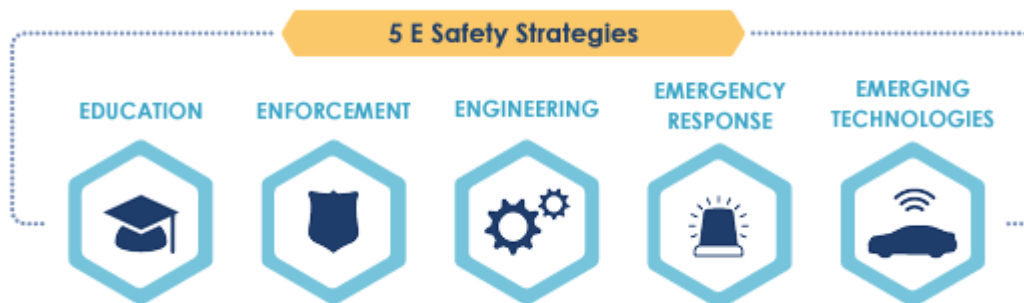 5 E Safety Strategies
EDUCATION
ENFORCEMENT
ENGINEERING
EMERGENCY
RESPONSE
EMERGING
TECHNOLOGIES